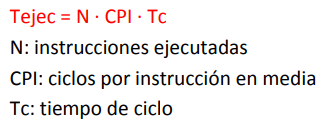 Tejec = N · CPI · Tc
N: instrucciones ejecutadas
CPI: ciclos por instrucción en media
Tc: tiempo de ciclo